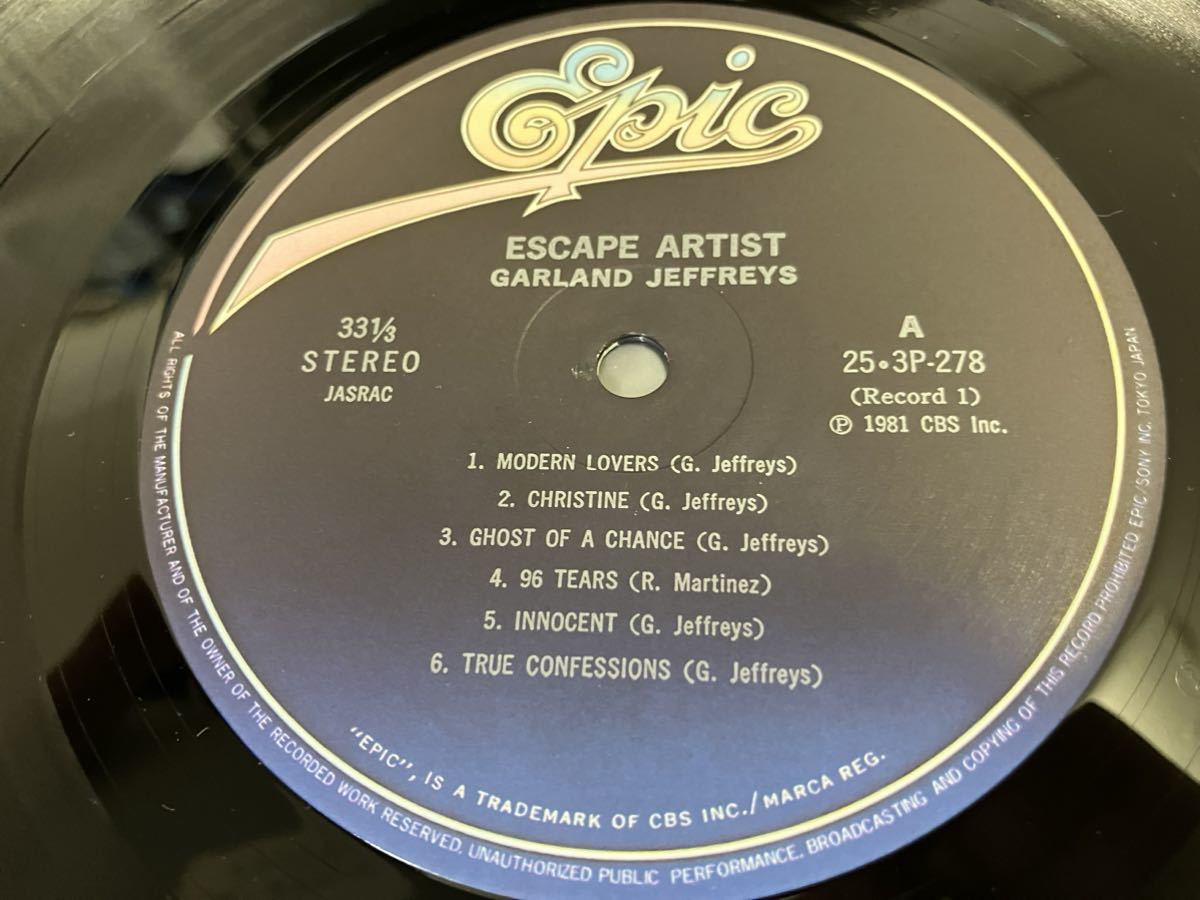 Epic
ESCAPE ARTIST
GARLAND JEFFREYS
33⅓
STEREO
JASRAC
A
25・3P-278
(Record 1)
Ⓟ 1981 CBS Inc.
1. MODERN LOVERS (G. Jeffreys)
2. CHRISTINE (G. Jeffreys)
3. GHOST OF A CHANCE (G. Jeffreys)
4. 96 TEARS (R. Martinez)
5. INNOCENT (G. Jeffreys)
6. TRUE CONFESSIONS (G. Jeffreys)
"EPIC", IS A TRADEMARK OF CBS INC./MARCA REG.
ALL RIGHTS OF THE MANUFACTURER AND OF THE OWNER OF THE RECORDED WORK RESERVED. UNAUTHORIZED PUBLIC PERFORMANCE. BROADCASTING AND COPYING OF THIS RECORD PROHIBITED EPIC/SONY INC. TOKYO JAPAN